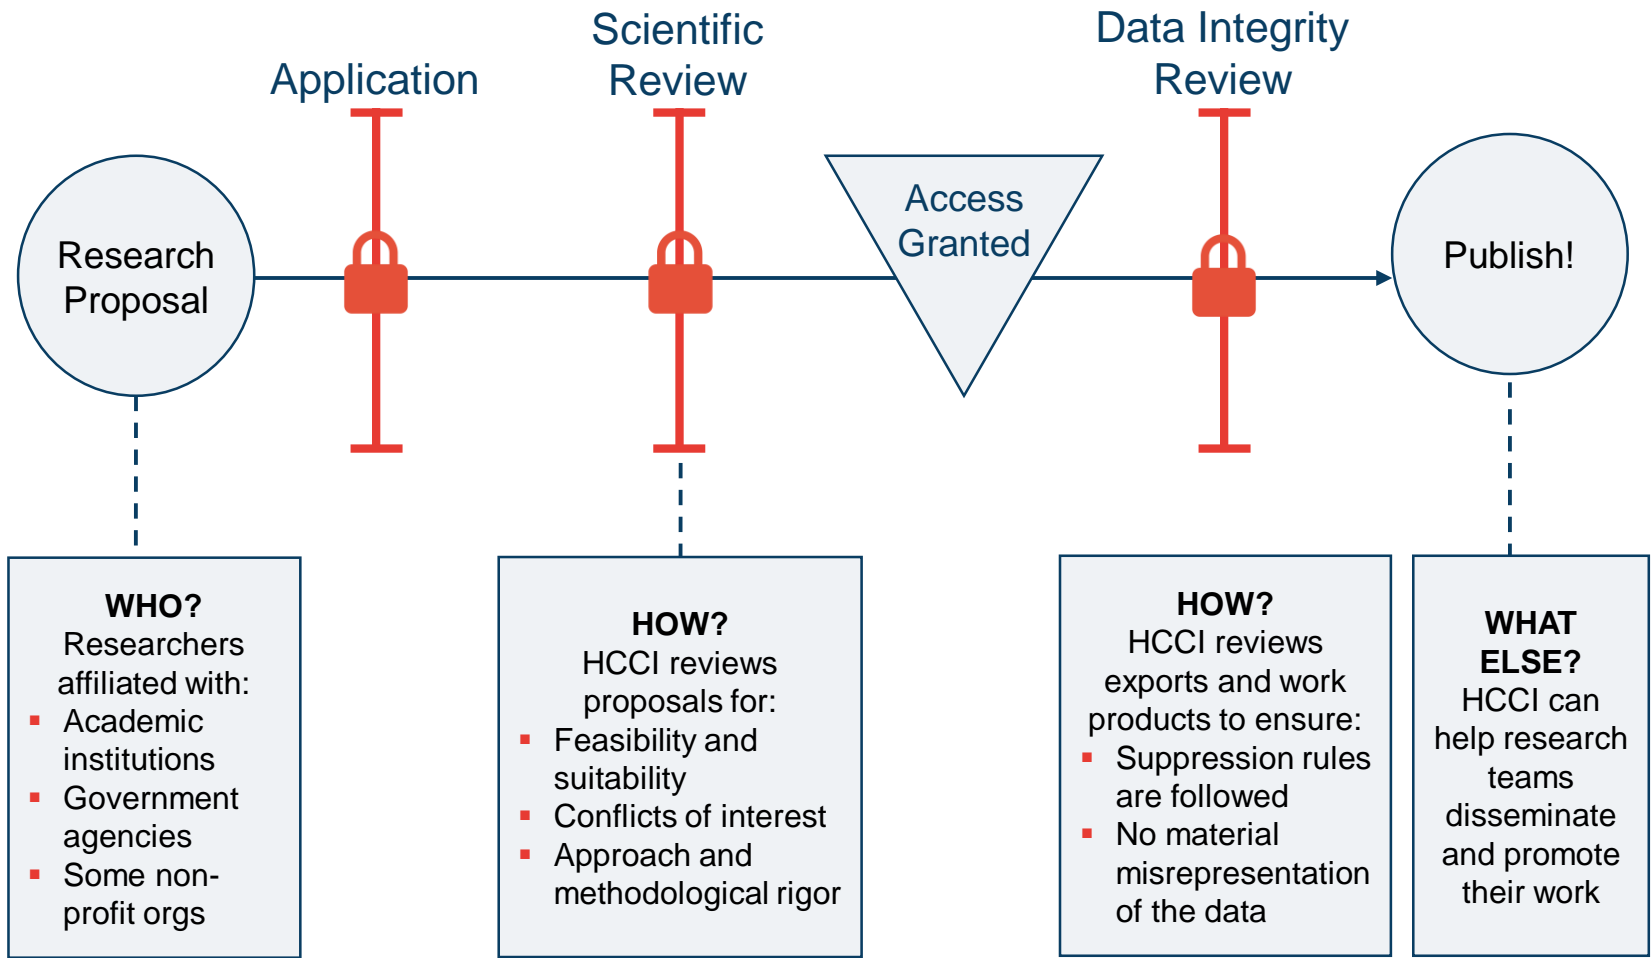 Application
Scientific
Review
Data Integrity
Review
Research
Proposal
Access
Granted
Publish!
WHO?
Researchers
affiliated with:
▪ Academic
institutions
▪ Government
agencies
▪ Some non-
profit orgs
HOW?
HCCI reviews
proposals for:
▪ Feasibility and
suitability
▪ Conflicts of interest
▪ Approach and
methodological rigor
HOW?
HCCI reviews
exports and work
products to ensure:
▪ Suppression rules
are followed
▪ No material
misrepresentation
of the data
WHAT
ELSE?
HCCI can
help research
teams
disseminate
and promote
their work